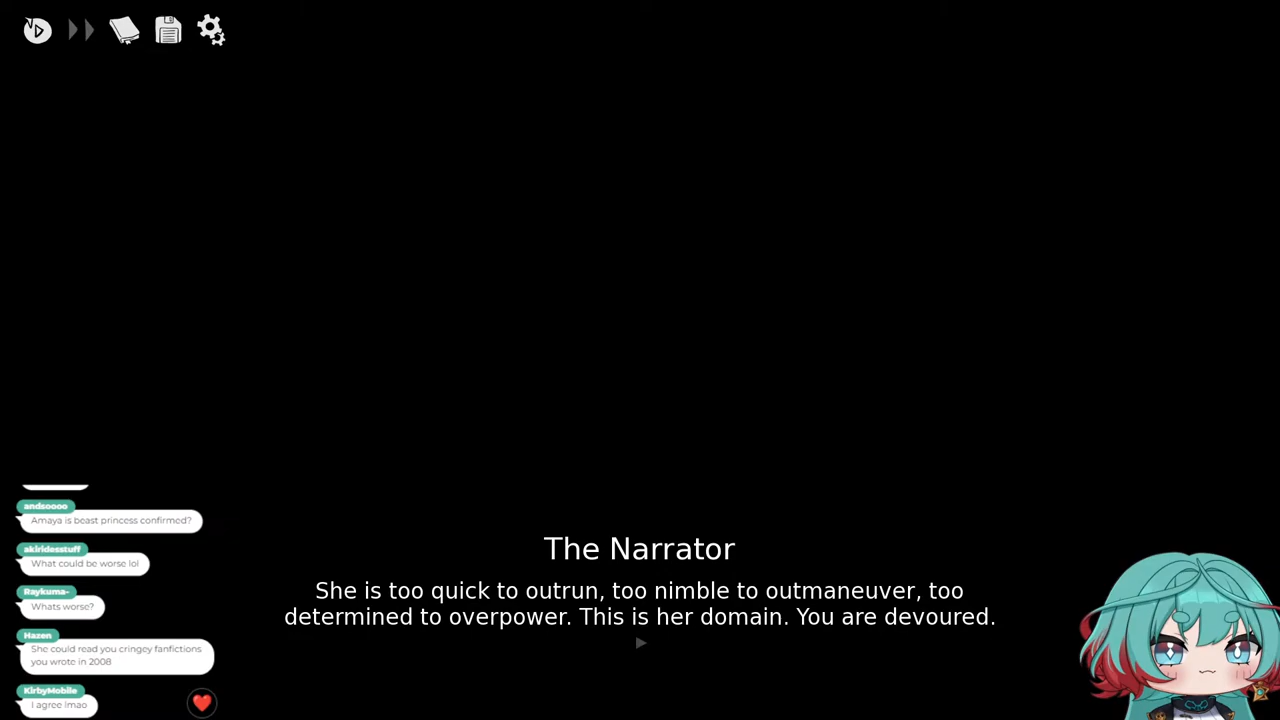 andsoooo
Amaya is beast princess confirmed?
akiridesstuff
What could be worse lol
Raykuma-
Whats worse?
Hazen
She could read you cringey fanfictions
you wrote in 2008
KirbyMobile
I agree lmao
The Narrator
She is too quick to outrun, too nimble to outmaneuver, too
determined to overpower. This is her domain. You are devoured.